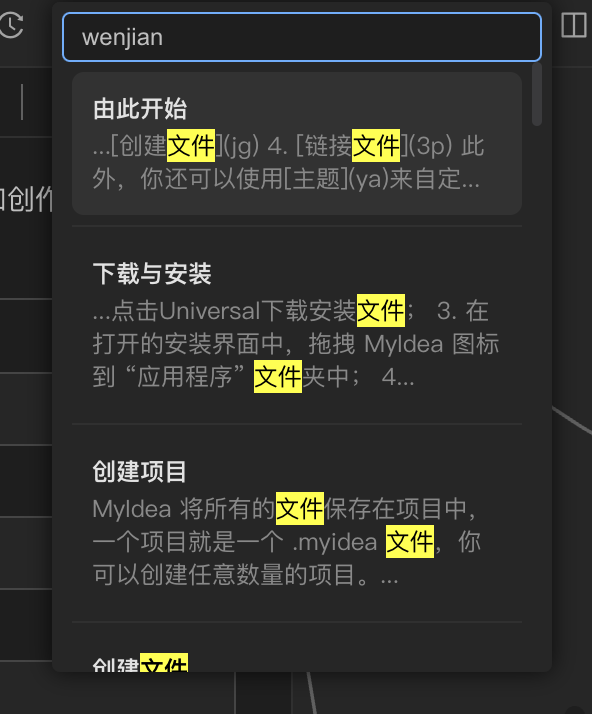 wenjian
由此开始
...[创建文件](jg) 4. [链接文件](3p) 此
外，你还可以使用[主题](ya)来自定...
下载与安装
...点击Universal下载安装文件； 3. 在
打开的安装界面中，拖拽 MyIdea 图标
到 “应用程序” 文件夹中； 4...
创建项目
MyIdea 将所有的文件保存在项目中，
一个项目就是一个 .myidea 文件，你
可以创建任意数量的项目。...
创建文件